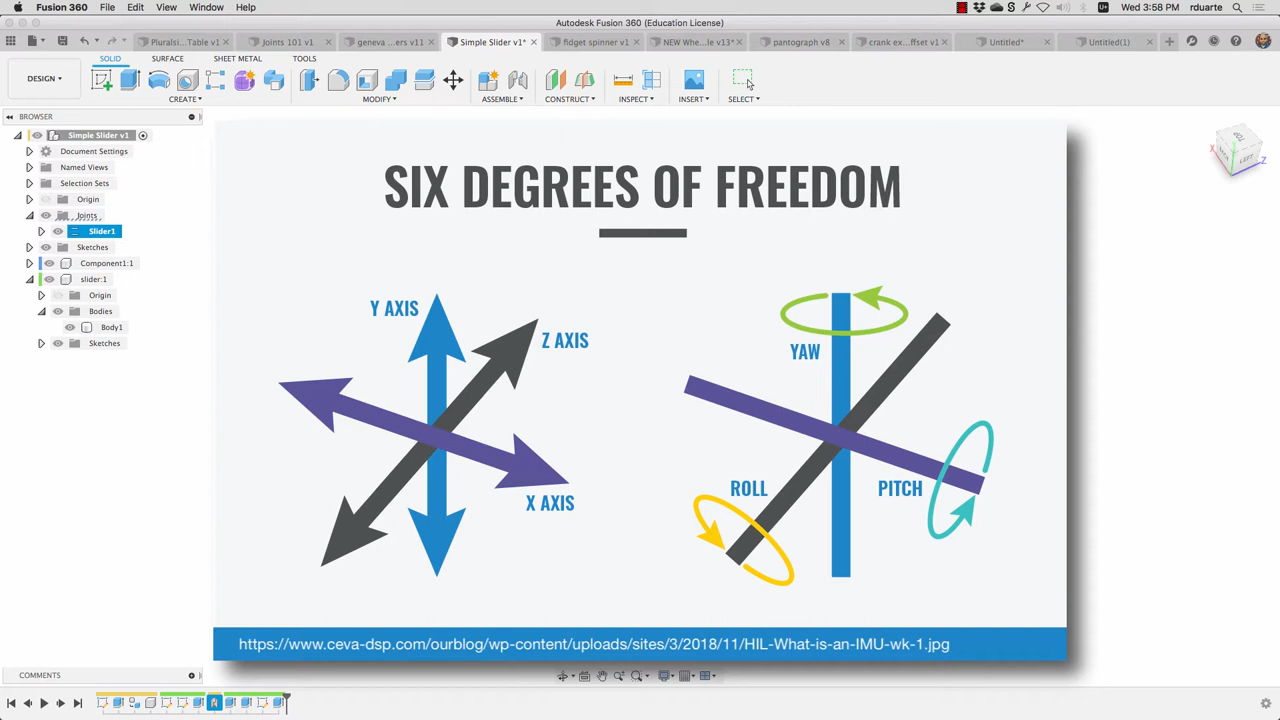 Fusion 360 File Edit View Window Help
Wed 3:58 PM rduarte
Autodesk Fusion 360 (Education License)
Pluralsi...Table v1
Joints 101 v1
geneva ...ers v11
Simple Slider v1*
fidget spinner v1
NEW Whe...le v13*
pantograph v8
crank ex...ffset v1
Untitled*
Untitled(1)
SOLID SURFACE SHEET METAL TOOLS
DESIGN
CREATE MODIFY ASSEMBLE CONSTRUCT INSPECT INSERT SELECT
BROWSER
Simple Slider v1
Document Settings
Named Views
Selection Sets
Origin
Joints
Slider1
Sketches
Component1:1
slider:1
Origin
Bodies
Body1
Sketches
SIX DEGREES OF FREEDOM
Y AXIS
Z AXIS
X AXIS
YAW
ROLL
PITCH
https://www.ceva-dsp.com/ourblog/wp-content/uploads/sites/3/2018/11/HIL-What-is-an-IMU-wk-1.jpg
X
LEFT
Z
COMMENTS